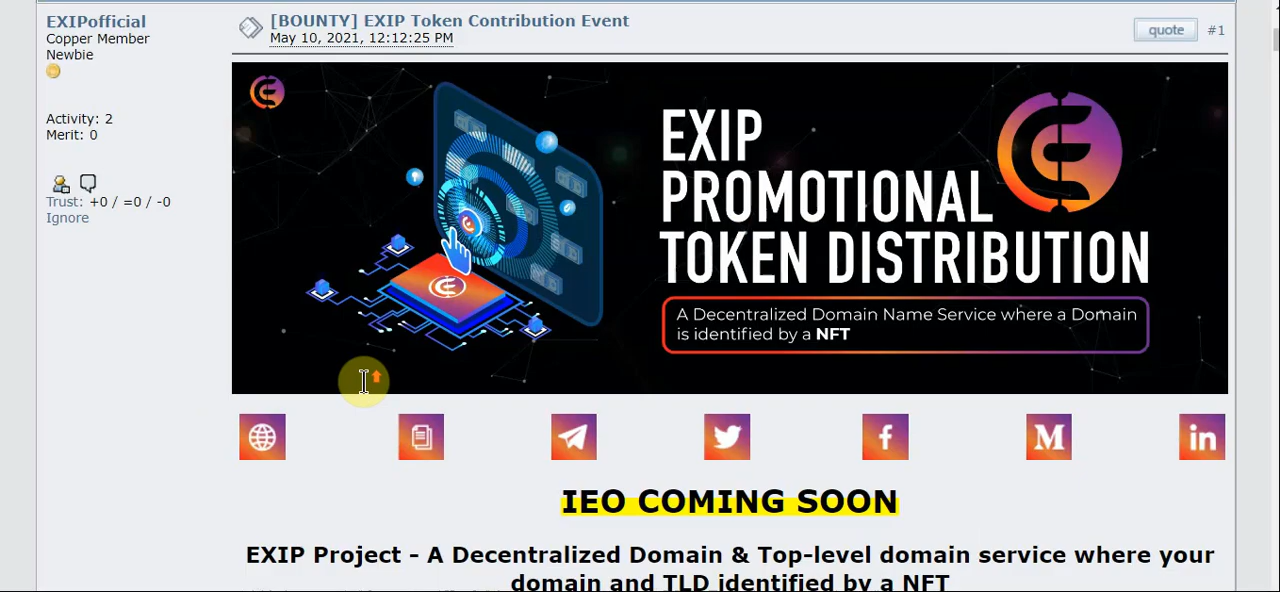 EXIPofficial
Copper Member
Newbie
Activity: 2
Merit: 0
Trust: +0 / =0 / -0
Ignore
[BOUNTY] EXIP Token Contribution Event
May 10, 2021, 12:12:25 PM
quote #1
EXIP
PROMOTIONAL
TOKEN DISTRIBUTION
A Decentralized Domain Name Service where a Domain
is identified by a NFT
IEO COMING SOON
EXIP Project - A Decentralized Domain & Top-level domain service where your
domain and TLD identified by a NFT